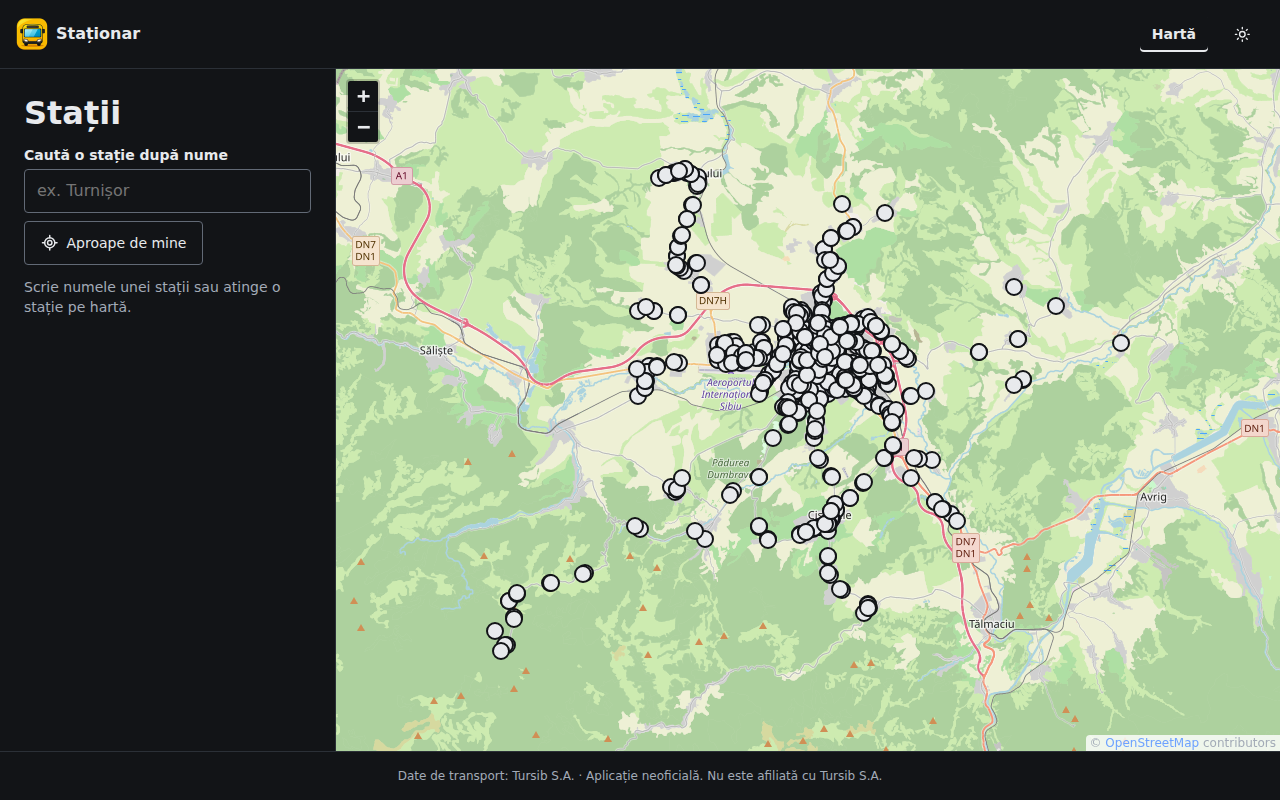 Staționar
Hartă
Stații
Caută o stație după nume
ex. Turnișor
Aproape de mine
Scrie numele unei stații sau atinge o
stație pe hartă.
+
−
A1
DN7
DN1
DN7H
Săliște
Aeroportul
Internațional
Sibiu
Pădurea
DN1
Avrig
DN7
DN1
Tălmaciu
© OpenStreetMap contributors
Date de transport: Tursib S.A. · Aplicație neoficială. Nu este afiliată cu Tursib S.A.